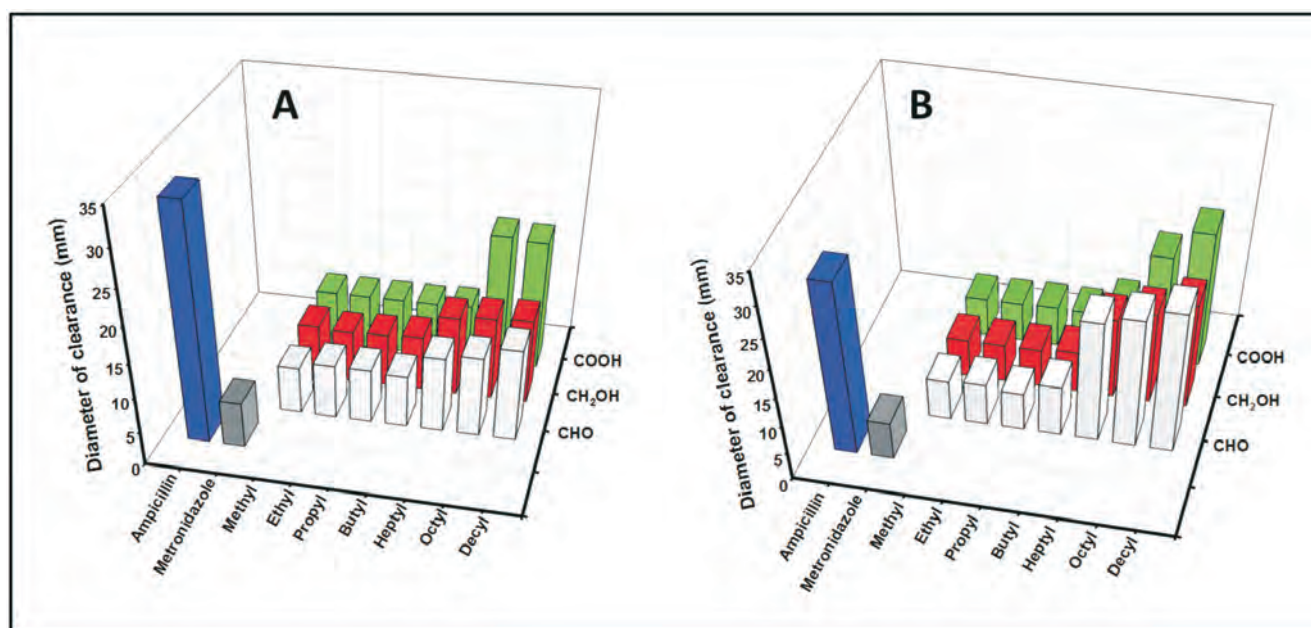 A
Diameter of clearance (mm)
35
30
25
20
15
10
5
0
Ampicillin
Metronidazole
Methyl
Ethyl
Propyl
Butyl
Heptyl
Octyl
Decyl
COOH
CH₂OH
CHO
B
Diameter of clearance (mm)
35
30
25
20
15
10
5
0
Ampicillin
Metronidazole
Methyl
Ethyl
Propyl
Butyl
Heptyl
Octyl
Decyl
COOH
CH₂OH
CHO